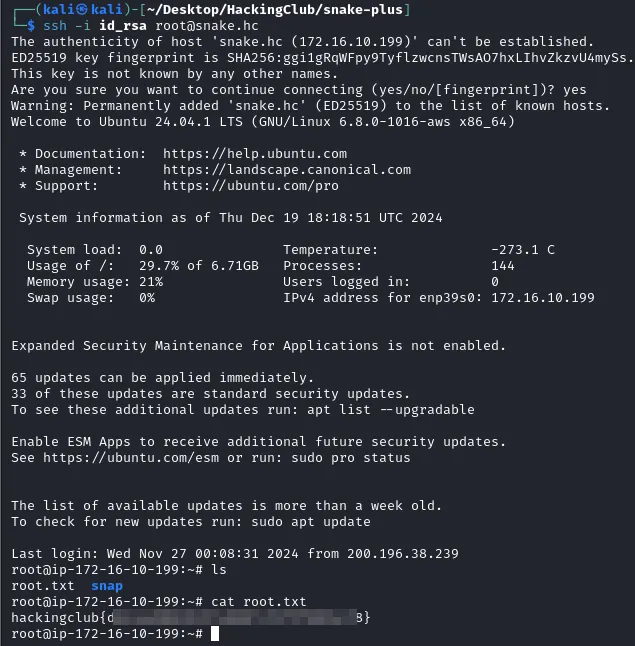 ┌──(kali㉿kali)-[~/Desktop/HackingClub/snake-plus]
└─$ ssh -i id_rsa root@snake.hc
The authenticity of host 'snake.hc (172.16.10.199)' can't be established.
ED25519 key fingerprint is SHA256:ggi1gRqWFpy9TyflzwcnsTWsAO7hxLIhvZkzvU4mySs.
This key is not known by any other names.
Are you sure you want to continue connecting (yes/no/[fingerprint])? yes
Warning: Permanently added 'snake.hc' (ED25519) to the list of known hosts.
Welcome to Ubuntu 24.04.1 LTS (GNU/Linux 6.8.0-1016-aws x86_64)
* Documentation:  https://help.ubuntu.com
* Management:     https://landscape.canonical.com
* Support:        https://ubuntu.com/pro
System information as of Thu Dec 19 18:18:51 UTC 2024
System load:  0.0               Temperature:              -273.1 C
Usage of /:   29.7% of 6.71GB   Processes:                144
Memory usage: 21%               Users logged in:          0
Swap usage:   0%                IPv4 address for enp39s0: 172.16.10.199
Expanded Security Maintenance for Applications is not enabled.
65 updates can be applied immediately.
33 of these updates are standard security updates.
To see these additional updates run: apt list --upgradable
Enable ESM Apps to receive additional future security updates.
See https://ubuntu.com/esm or run: sudo pro status
The list of available updates is more than a week old.
To check for new updates run: sudo apt update
Last login: Wed Nov 27 00:08:31 2024 from 200.196.38.239
root@ip-172-16-10-199:~# ls
root.txt  snap
root@ip-172-16-10-199:~# cat root.txt
hackingclub{d 8}
root@ip-172-16-10-199:~#